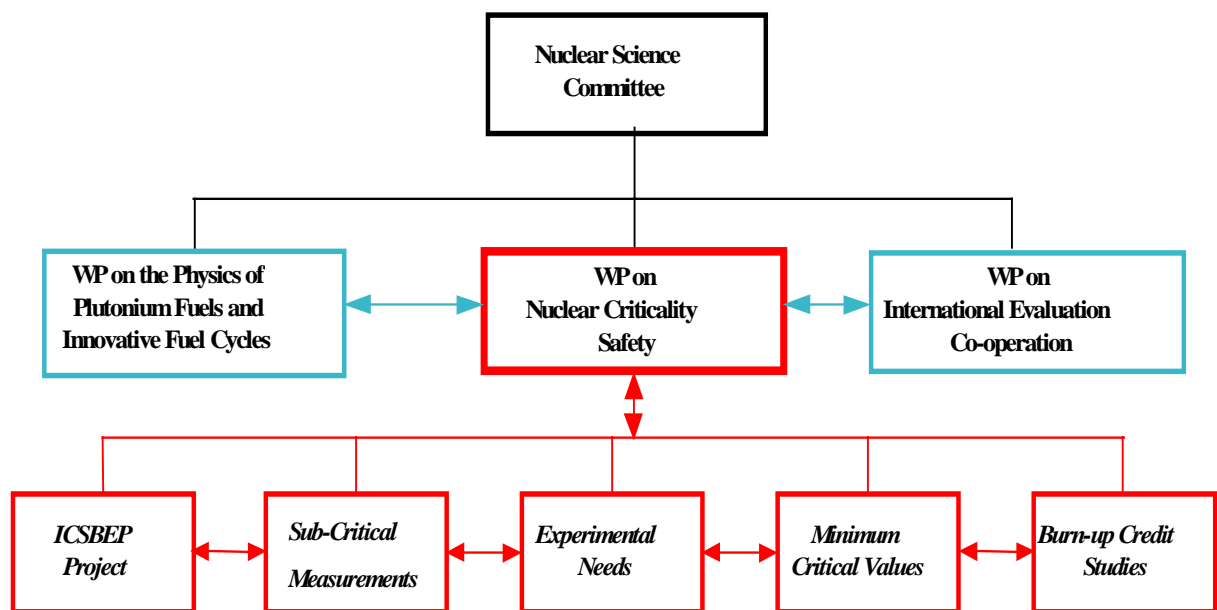 Nuclear Science
Committee
WP on the Physics of
Plutonium Fuels and
Innovative Fuel Cycles
WP on
Nuclear Criticality
Safety
WP on
International Evaluation
Co-operation
ICSBEP
Project
Sub-Critical
Measurements
Experimental
Needs
Minimum
Critical Values
Burn-up Credit
Studies